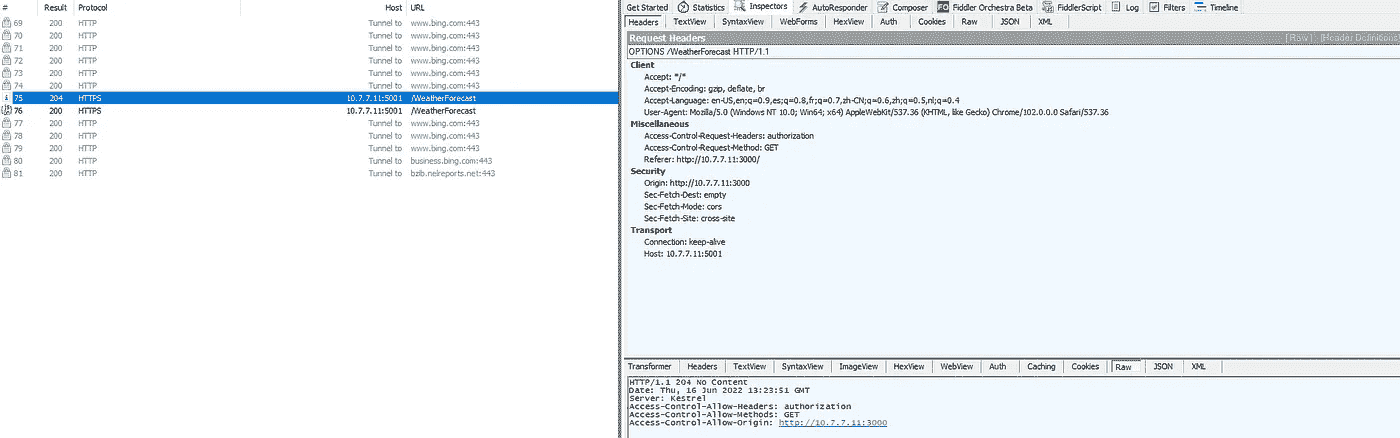 # Result Protocol Host URL
69 200 HTTP Tunnel to www.bing.com:443
70 200 HTTP Tunnel to www.bing.com:443
71 200 HTTP Tunnel to www.bing.com:443
72 200 HTTP Tunnel to www.bing.com:443
73 200 HTTP Tunnel to www.bing.com:443
74 200 HTTP Tunnel to www.bing.com:443
75 204 HTTPS 10.7.7.11:5001 /WeatherForecast
76 200 HTTPS 10.7.7.11:5001 /WeatherForecast
77 200 HTTP Tunnel to www.bing.com:443
78 200 HTTP Tunnel to www.bing.com:443
79 200 HTTP Tunnel to www.bing.com:443
80 200 HTTP Tunnel to business.bing.com:443
81 200 HTTP Tunnel to bzib.nelreports.net:443
Get Started Statistics Inspectors AutoResponder Composer FO Fiddler Orchestra Beta FiddlerScript Log Filters Timeline
Headers TextView SyntaxView WebForms HexView Auth Cookies Raw JSON XML
Request Headers [ Raw ] [Header Definitions]
OPTIONS /WeatherForecast HTTP/1.1
Client
Accept: */*
Accept-Encoding: gzip, deflate, br
Accept-Language: en-US,en;q=0.9,es;q=0.8,fr;q=0.7,zh-CN;q=0.6,zh;q=0.5,nl;q=0.4
User-Agent: Mozilla/5.0 (Windows NT 10.0; Win64; x64) AppleWebKit/537.36 (KHTML, like Gecko) Chrome/102.0.0.0 Safari/537.36
Miscellaneous
Access-Control-Request-Headers: authorization
Access-Control-Request-Method: GET
Referer: http://10.7.7.11:3000/
Security
Origin: http://10.7.7.11:3000
Sec-Fetch-Dest: empty
Sec-Fetch-Mode: cors
Sec-Fetch-Site: cross-site
Transport
Connection: keep-alive
Host: 10.7.7.11:5001
Transformer Headers TextView SyntaxView ImageView HexView WebView Auth Caching Cookies Raw JSON XML
HTTP/1.1 204 No Content
Date: Thu, 16 Jun 2022 13:23:51 GMT
Server: Kestrel
Access-Control-Allow-Headers: authorization
Access-Control-Allow-Methods: GET
Access-Control-Allow-Origin: http://10.7.7.11:3000